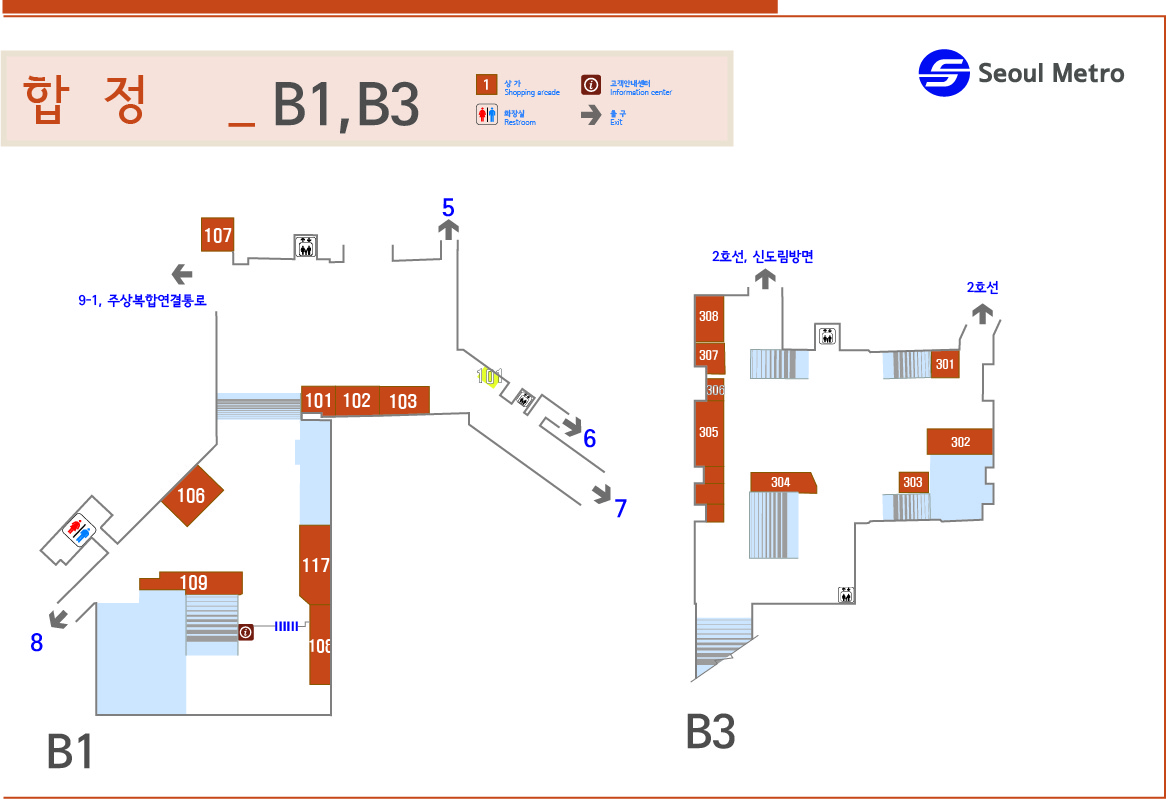 합 정 _ B1,B3
1 상 가
Shopping arcade
고객안내센터
Information center
화장실
Restroom
출 구
Exit
Seoul Metro
107
5
9-1, 주상복합연결통로
101 102 103
101
6
7
106
117
109
108
8
B1
2호선, 신도림방면
2호선
308
307
306
305
301
302
303
304
B3